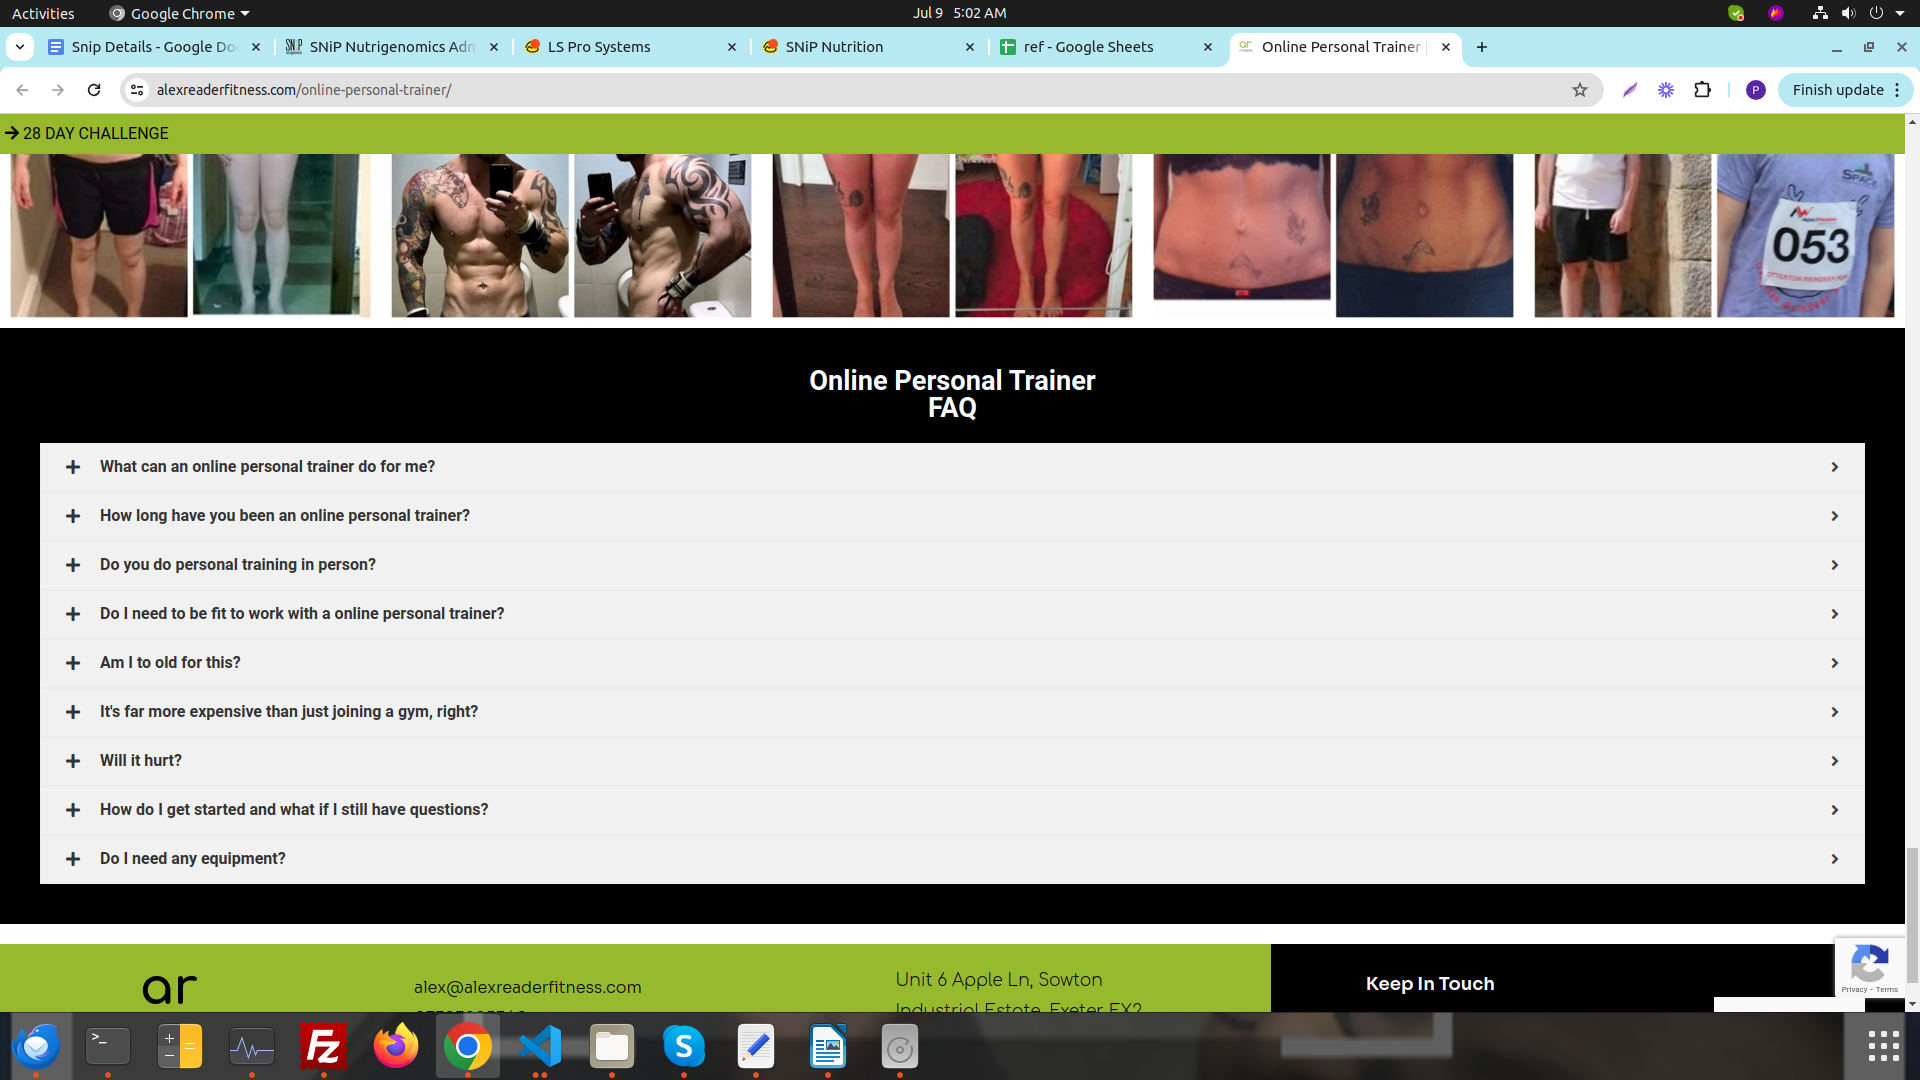 Activities
Google Chrome
Jul 9 5:02 AM
Snip Details - Google Do
SNiP Nutrigenomics Adm
LS Pro Systems
SNiP Nutrition
ref - Google Sheets
Online Personal Trainer |
alexreaderfitness.com/online-personal-trainer/
P
Finish update
28 DAY CHALLENGE
SPACE
053
OTTERTON REINDEER RUN
Online Personal Trainer
FAQ
What can an online personal trainer do for me?
How long have you been an online personal trainer?
Do you do personal training in person?
Do I need to be fit to work with a online personal trainer?
Am I to old for this?
It's far more expensive than just joining a gym, right?
Will it hurt?
How do I get started and what if I still have questions?
Do I need any equipment?
ar
alex@alexreaderfitness.com
Unit 6 Apple Ln, Sowton
Industrial Estate, Exeter EX2
Keep In Touch
Privacy - Terms